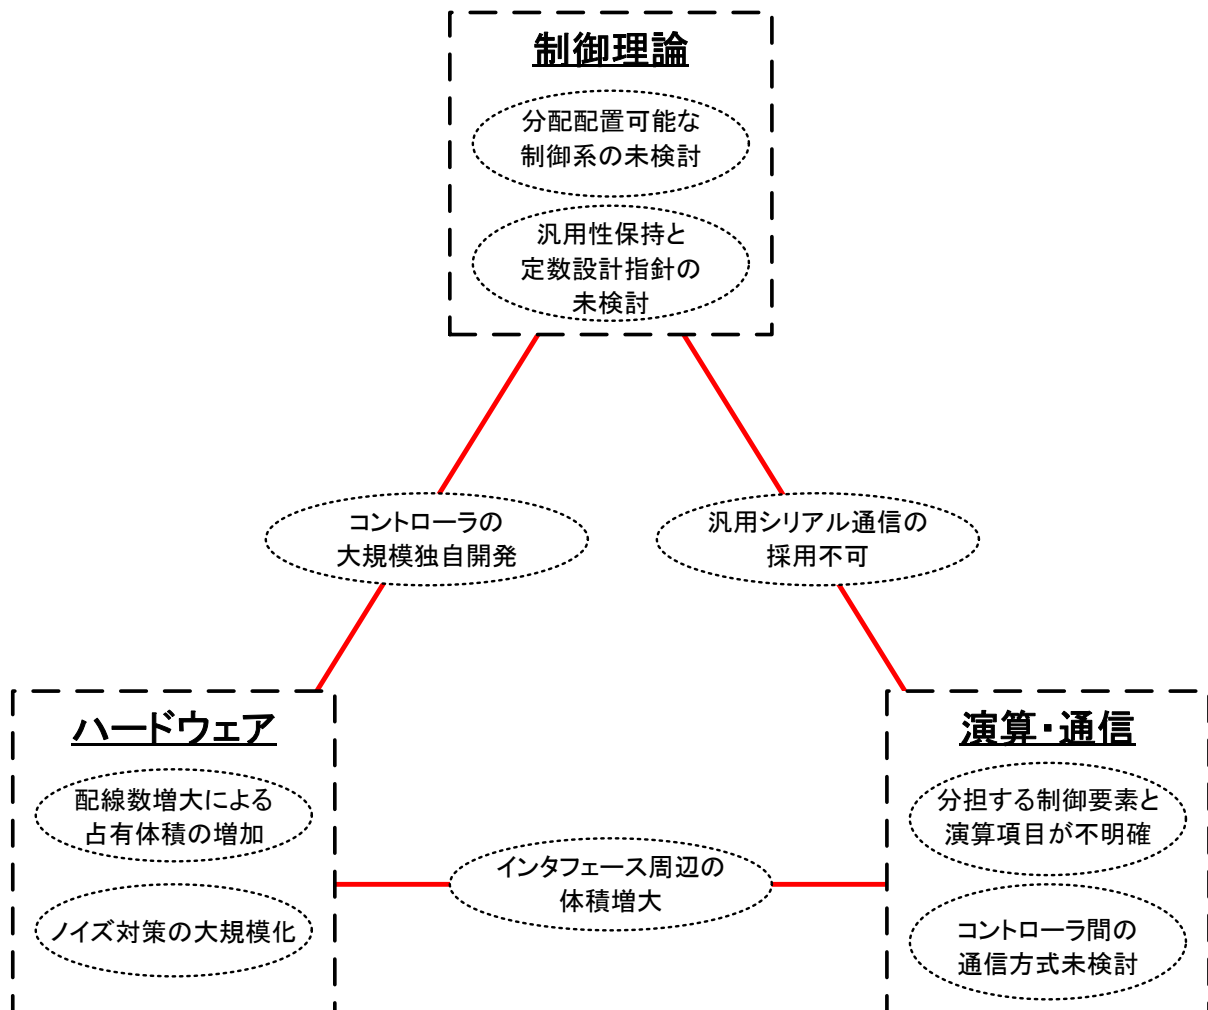 制御理論
分配配置可能な
制御系の未検討
汎用性保持と
定数設計指針の
未検討
コントローラの
大規模独自開発
汎用シリアル通信の
採用不可
ハードウェア
配線数増大による
占有体積の増加
ノイズ対策の大規模化
インタフェース周辺の
体積増大
演算・通信
分担する制御要素と
演算項目が不明確
コントローラ間の
通信方式未検討